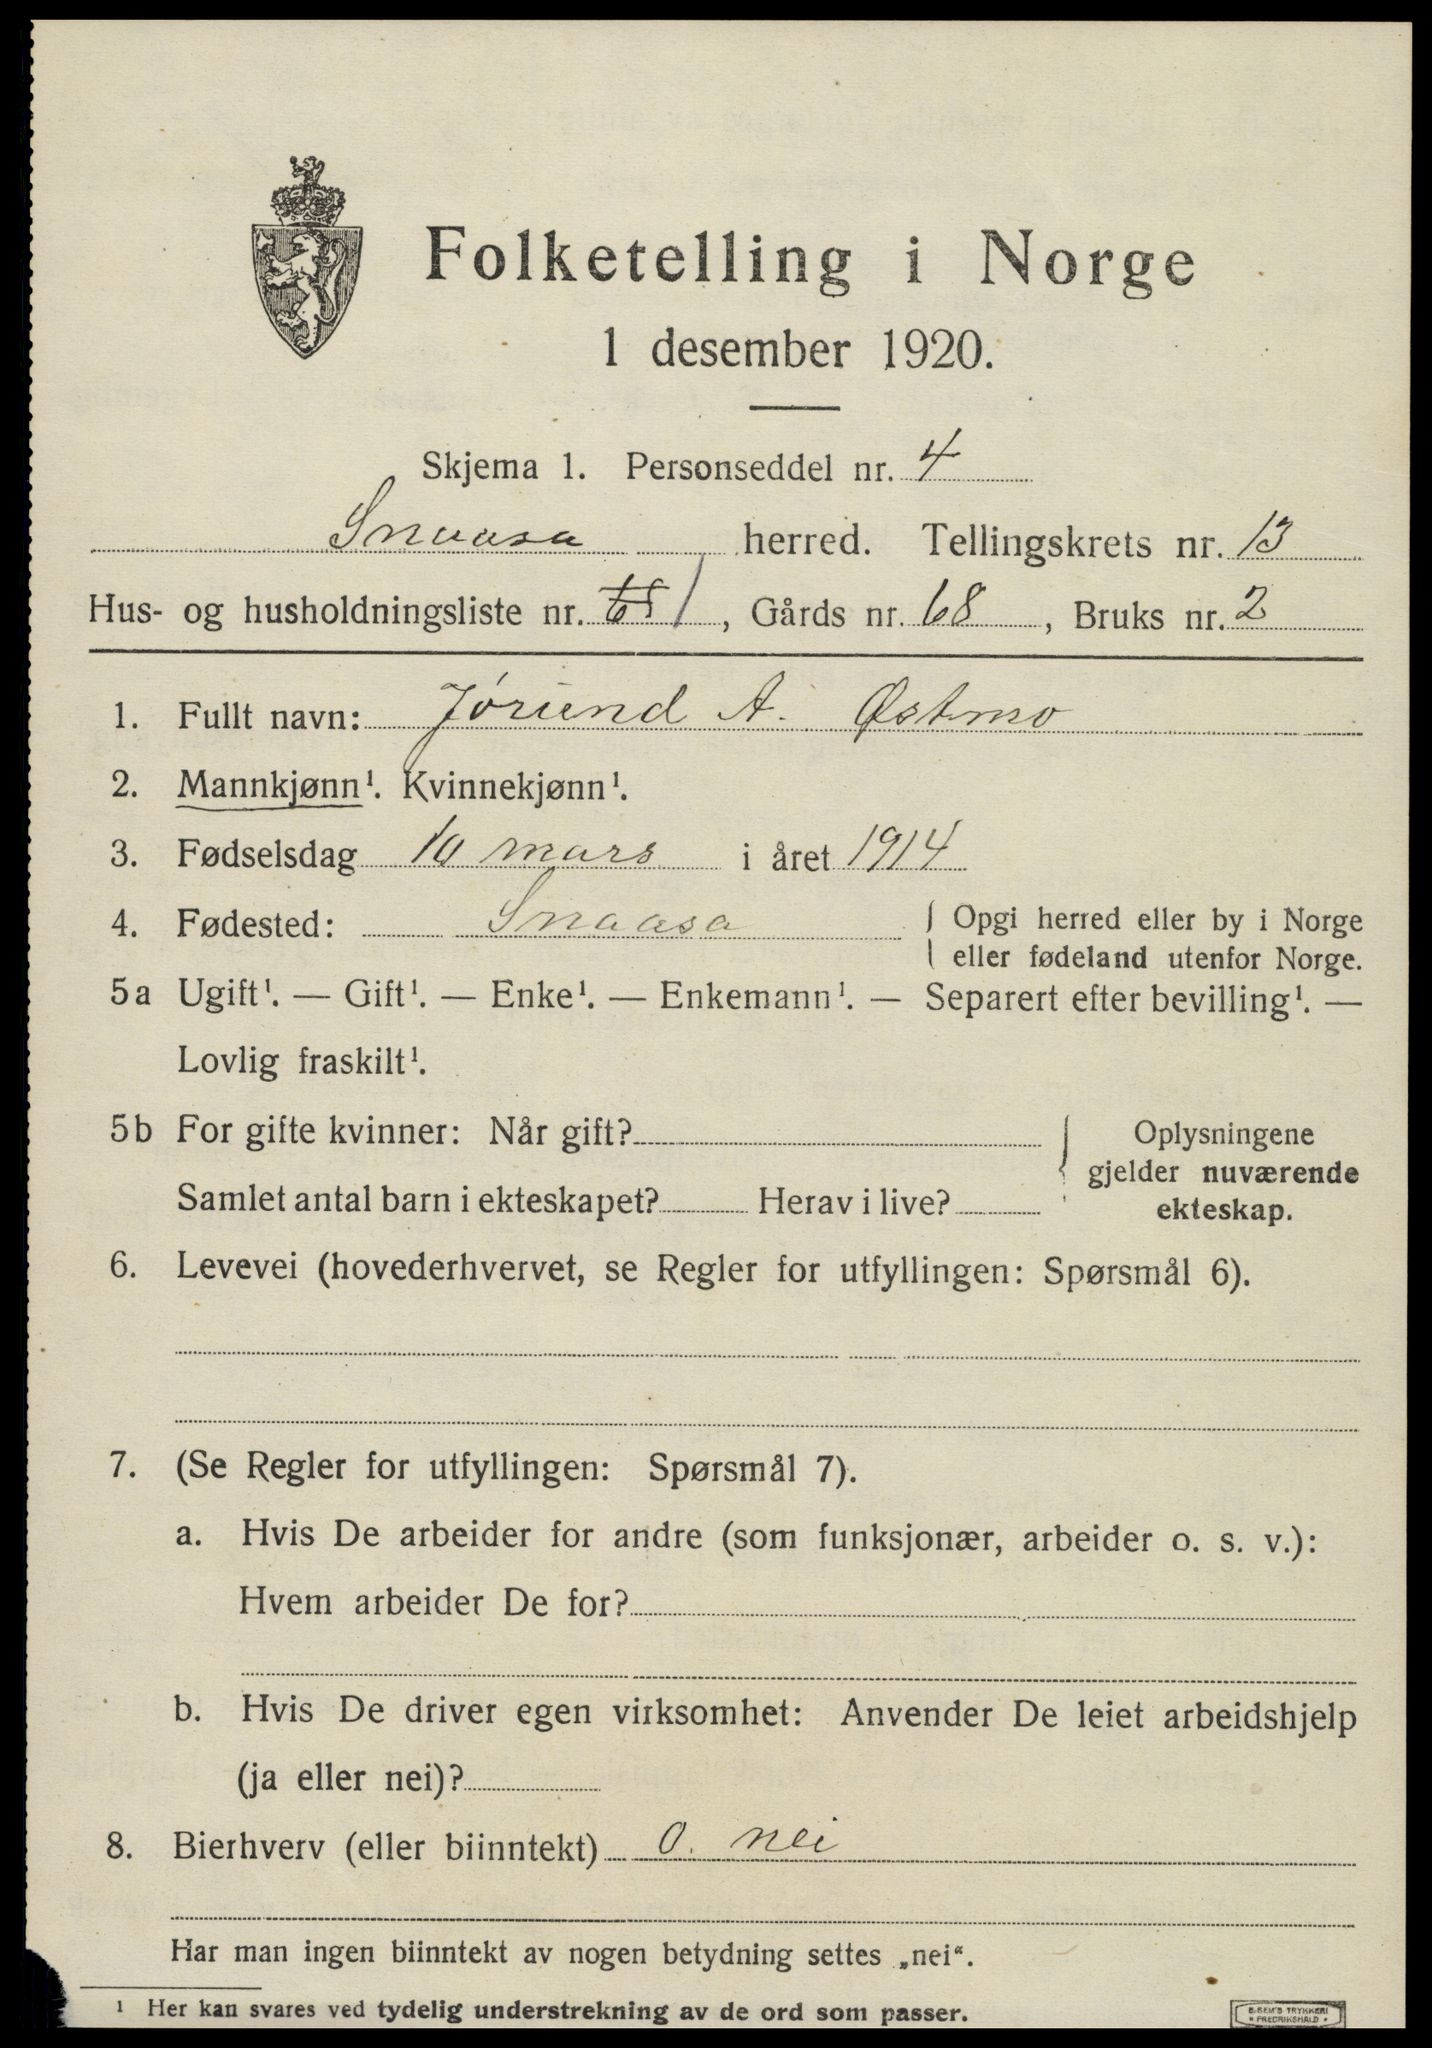 Folketelling i Norge
1 desember 1920.
Skjema 1. Personseddel nr. 4
Snaasa herred. Tellingskrets nr. 13
Hus- og husholdningsliste nr. 1, Gårds nr. 68, Bruks nr. 2
1. Fullt navn: Jørund A. Østmo
2. Mannkjønn¹. Kvinnekjønn¹.
3. Fødselsdag 10 mars i året 1914
4. Fødested: Snaasa { Opgi herred eller by i Norge
eller fødeland utenfor Norge.
5a Ugift¹. — Gift¹. — Enke¹. — Enkemann¹. — Separert efter bevilling¹. —
Lovlig fraskilt¹.
5b For gifte kvinner: Når gift? { Oplysningene
gjelder nuværende
Samlet antal barn i ekteskapet? Herav i live? ekteskap.
6. Levevei (hovederhvervet, se Regler for utfyllingen: Spørsmål 6).
7. (Se Regler for utfyllingen: Spørsmål 7).
a. Hvis De arbeider for andre (som funksjonær, arbeider o. s. v.):
Hvem arbeider De for?
b. Hvis De driver egen virksomhet: Anvender De leiet arbeidshjelp
(ja eller nei)?
8. Bierhverv (eller biinntekt) 0. nei
Har man ingen biinntekt av nogen betydning settes „nei“.
¹ Her kan svares ved tydelig understrekning av de ord som passer.
E. SEM'S TRYKKERI
• FREDRIKSHALD •